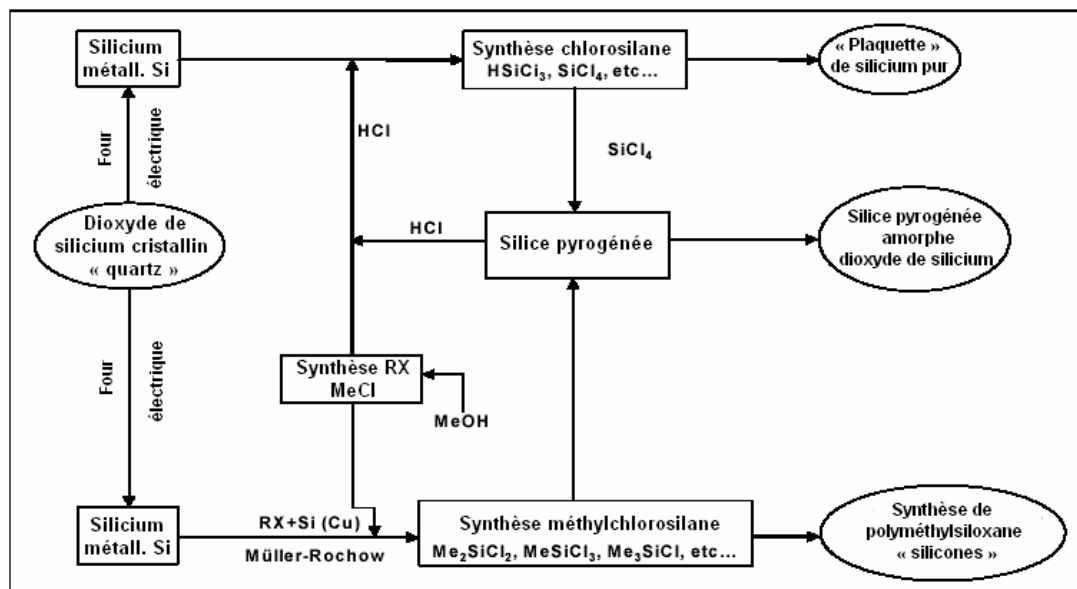 Silicium
métall. Si
Synthèse chlorosilane
HSiCl₃, SiCl₄, etc…
« Plaquette »
de silicium pur
Four
électrique
HCl
SiCl₄
Dioxyde de
silicium cristallin
« quartz »
HCl
Silice pyrogénée
Silice pyrogénée
amorphe
dioxyde de silicium
Four
électrique
Synthèse RX
MeCl
MeOH
Silicium
métall. Si
RX+Si (Cu)
Müller-Rochow
Synthèse méthylchlorosilane
Me₂SiCl₂, MeSiCl₃, Me₃SiCl, etc…
Synthèse de
polyméthylsiloxane
« silicones »